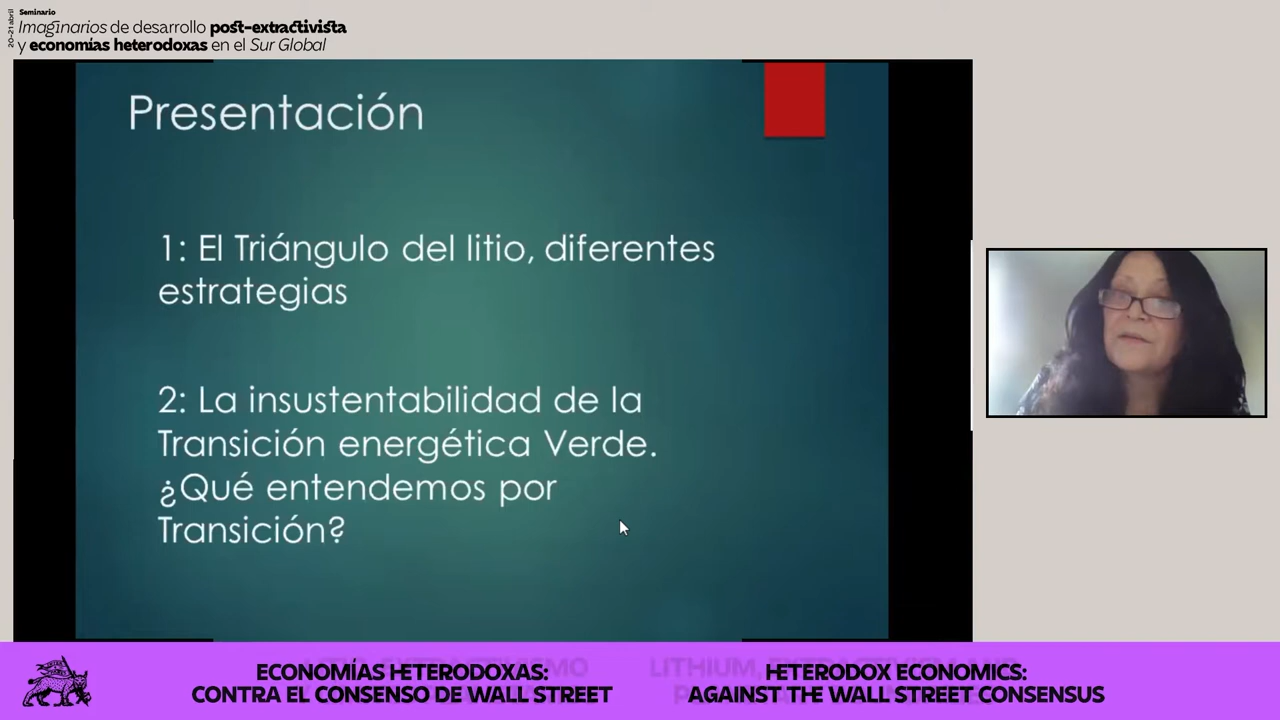 20-21 abril
Seminario
Imaginarios de desarrollo post-extractivista
y economías heterodoxas en el Sur Global
Presentación
1: El Triángulo del litio, diferentes
estrategias
2: La insustentabilidad de la
Transición energética Verde.
¿Qué entendemos por
Transición?
ECONOMÍAS HETERODOXAS:
CONTRA EL CONSENSO DE WALL STREET
HETERODOX ECONOMICS:
AGAINST THE WALL STREET CONSENSUS
LITHIUM,